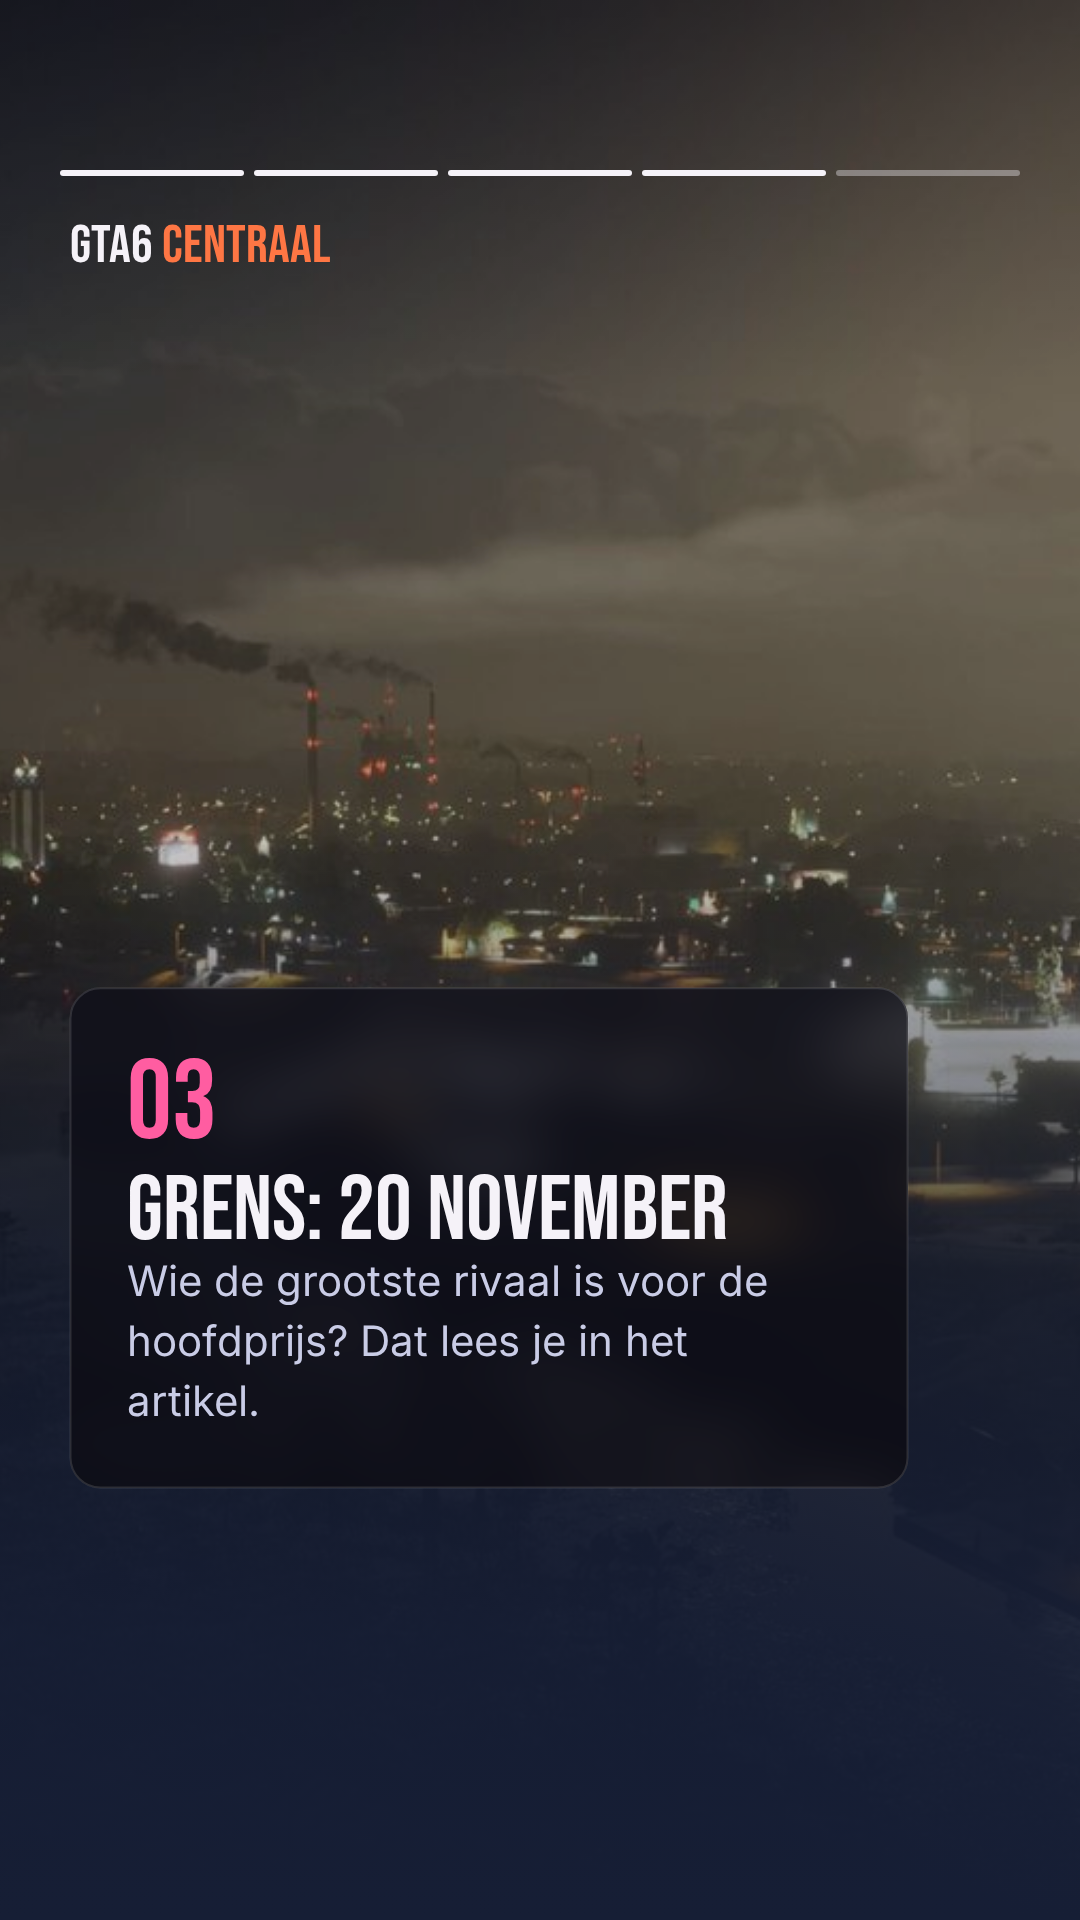 GTA6 CENTRAAL
03
GRENS: 20 NOVEMBER
Wie de grootste rivaal is voor de
hoofdprijs? Dat lees je in het
artikel.